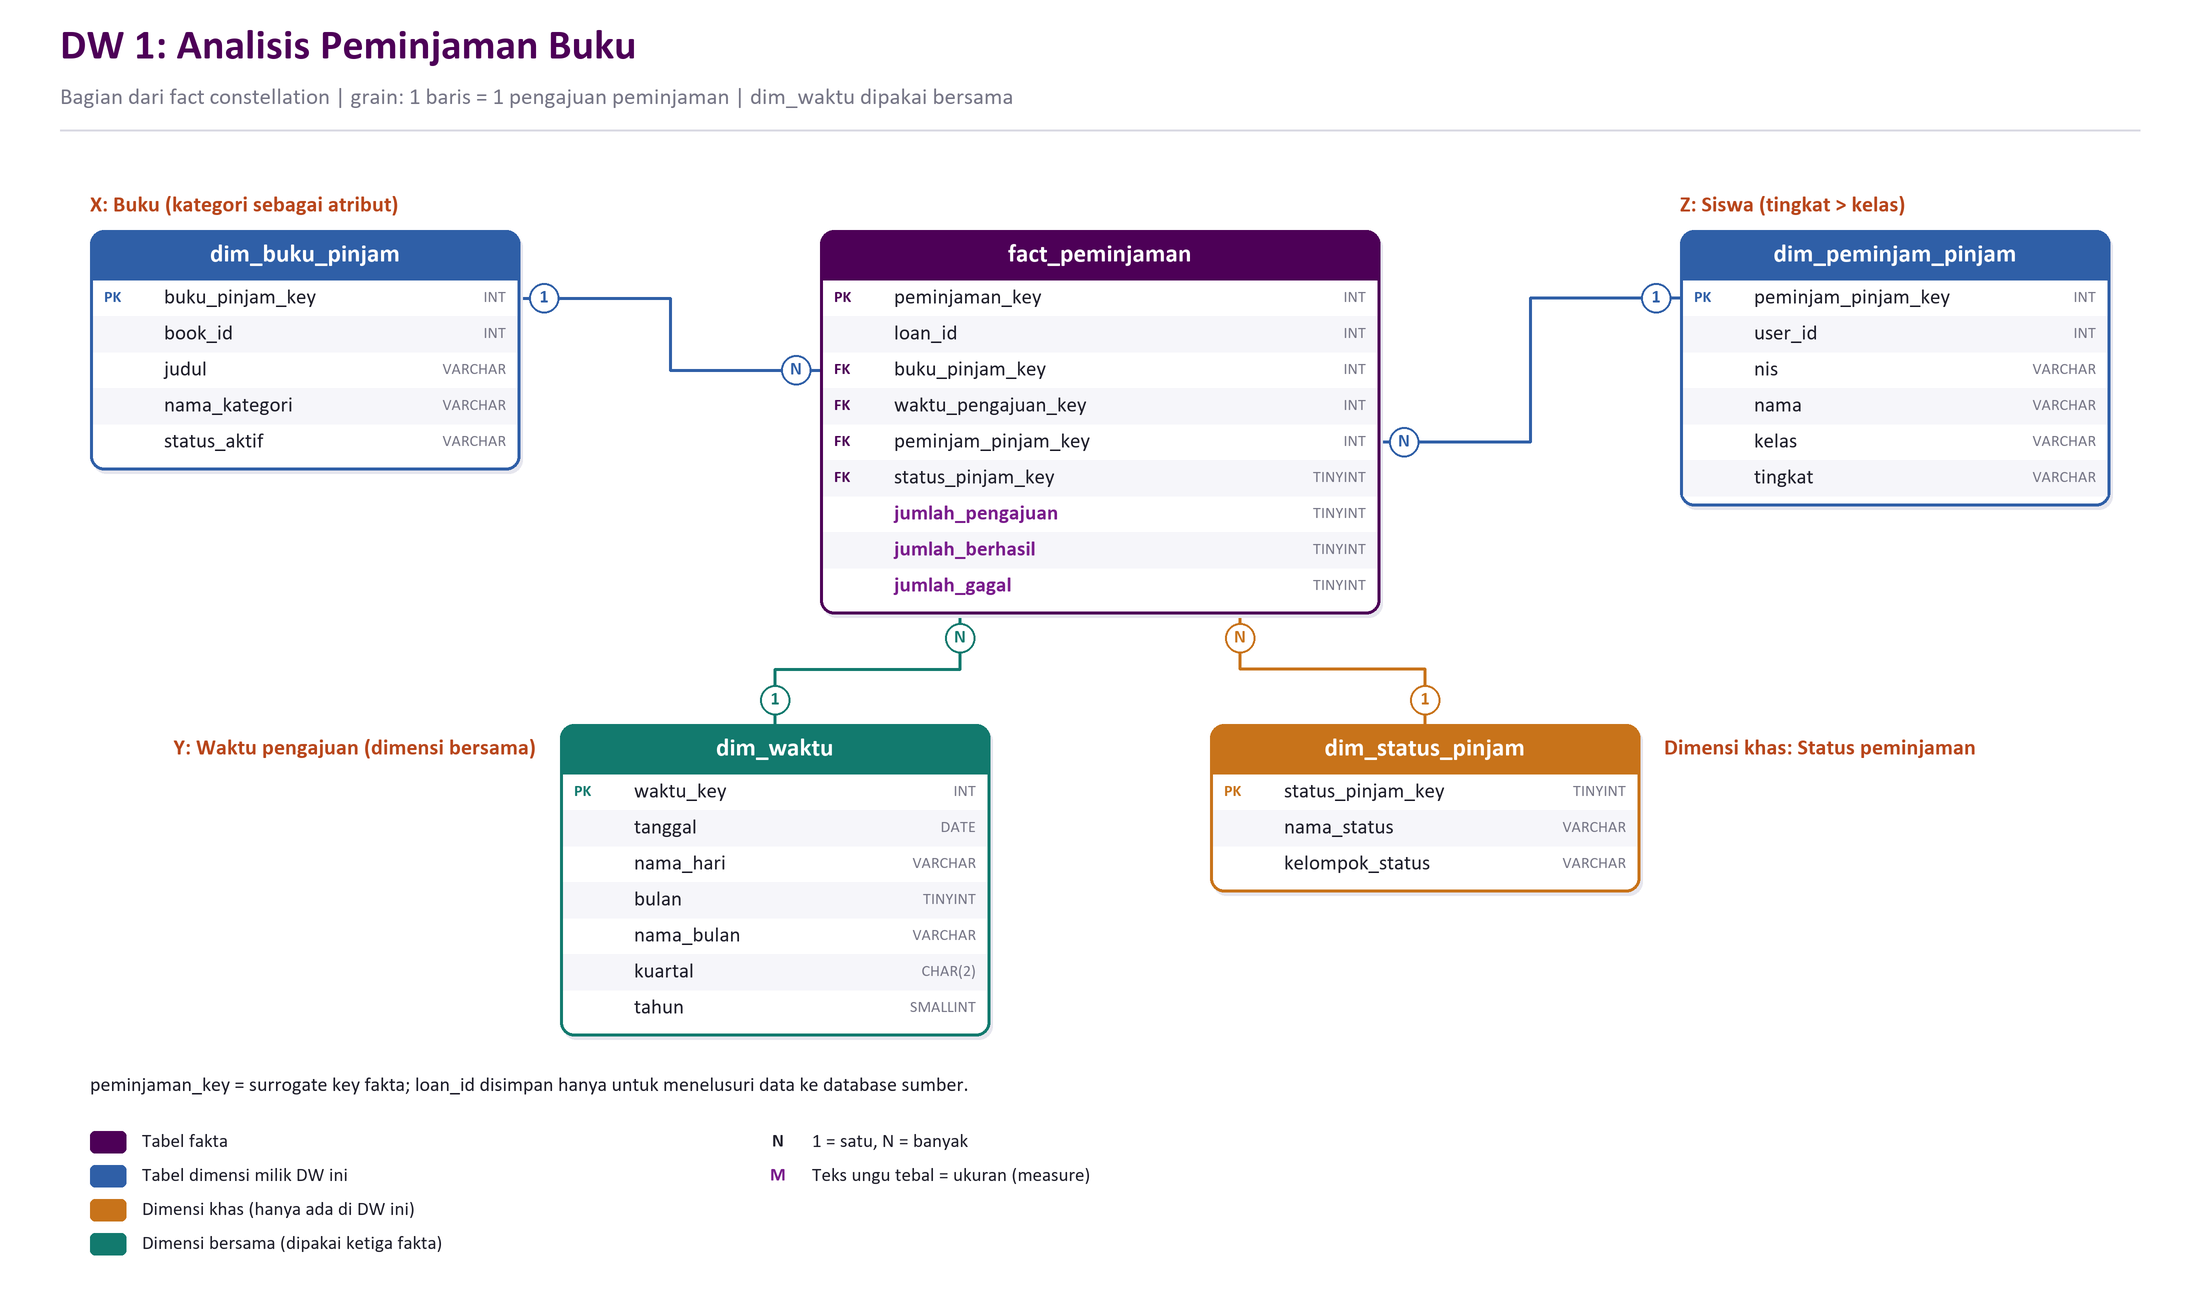 DW 1: Analisis Peminjaman Buku
Bagian dari fact constellation | grain: 1 baris = 1 pengajuan peminjaman | dim_waktu dipakai bersama
X: Buku (kategori sebagai atribut)
dim_buku_pinjam
PK buku_pinjam_key INT
book_id INT
judul VARCHAR
nama_kategori VARCHAR
status_aktif VARCHAR
1
N
fact_peminjaman
PK peminjaman_key INT
loan_id INT
FK buku_pinjam_key INT
FK waktu_pengajuan_key INT
FK peminjam_pinjam_key INT
FK status_pinjam_key TINYINT
jumlah_pengajuan TINYINT
jumlah_berhasil TINYINT
jumlah_gagal TINYINT
N
1
Z: Siswa (tingkat > kelas)
dim_peminjam_pinjam
PK peminjam_pinjam_key INT
user_id INT
nis VARCHAR
nama VARCHAR
kelas VARCHAR
tingkat VARCHAR
N
1
N
1
Y: Waktu pengajuan (dimensi bersama)
dim_waktu
PK waktu_key INT
tanggal DATE
nama_hari VARCHAR
bulan TINYINT
nama_bulan VARCHAR
kuartal CHAR(2)
tahun SMALLINT
dim_status_pinjam
PK status_pinjam_key TINYINT
nama_status VARCHAR
kelompok_status VARCHAR
Dimensi khas: Status peminjaman
peminjaman_key = surrogate key fakta; loan_id disimpan hanya untuk menelusuri data ke database sumber.
Tabel fakta
Tabel dimensi milik DW ini
Dimensi khas (hanya ada di DW ini)
Dimensi bersama (dipakai ketiga fakta)
N 1 = satu, N = banyak
M Teks ungu tebal = ukuran (measure)